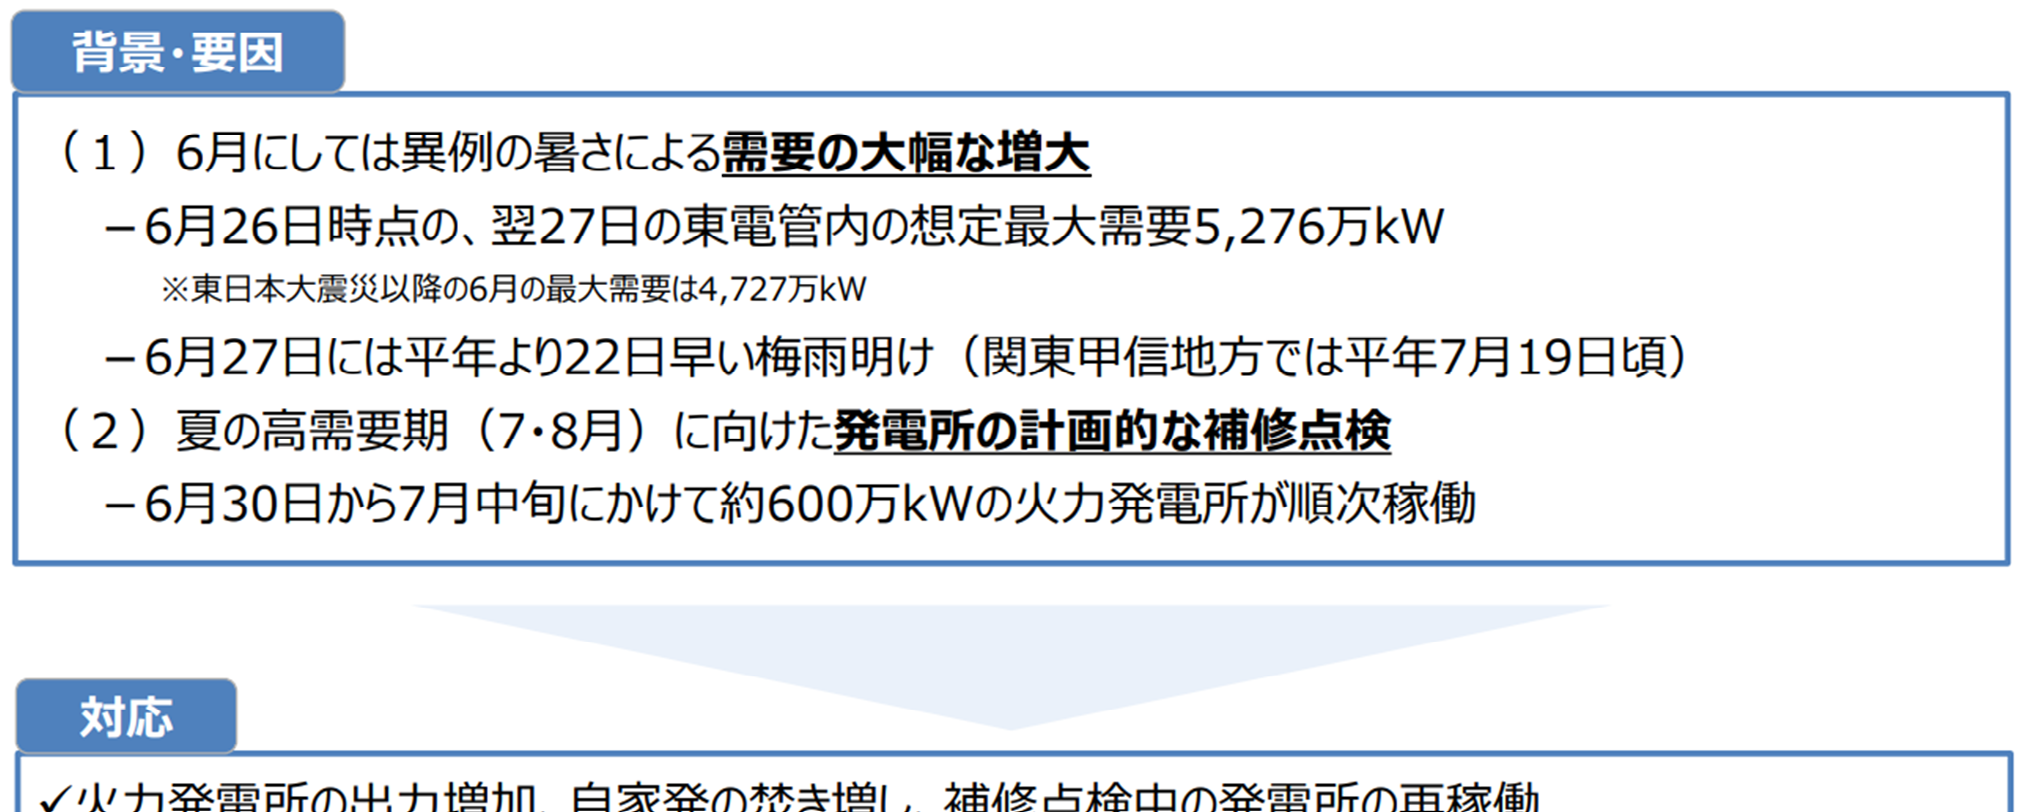 背景・要因
（１）6月にしては異例の暑さによる需要の大幅な増大
－6月26日時点の、翌27日の東電管内の想定最大需要5,276万kW
※東日本大震災以降の6月の最大需要は4,727万kW
－6月27日には平年より22日早い梅雨明け（関東甲信地方では平年7月19日頃）
（２）夏の高需要期（7・8月）に向けた発電所の計画的な補修点検
－6月30日から7月中旬にかけて約600万kWの火力発電所が順次稼働
対応
✓火力発電所の出力増加、自家発の焚き増し、補修点検中の発電所の再稼働